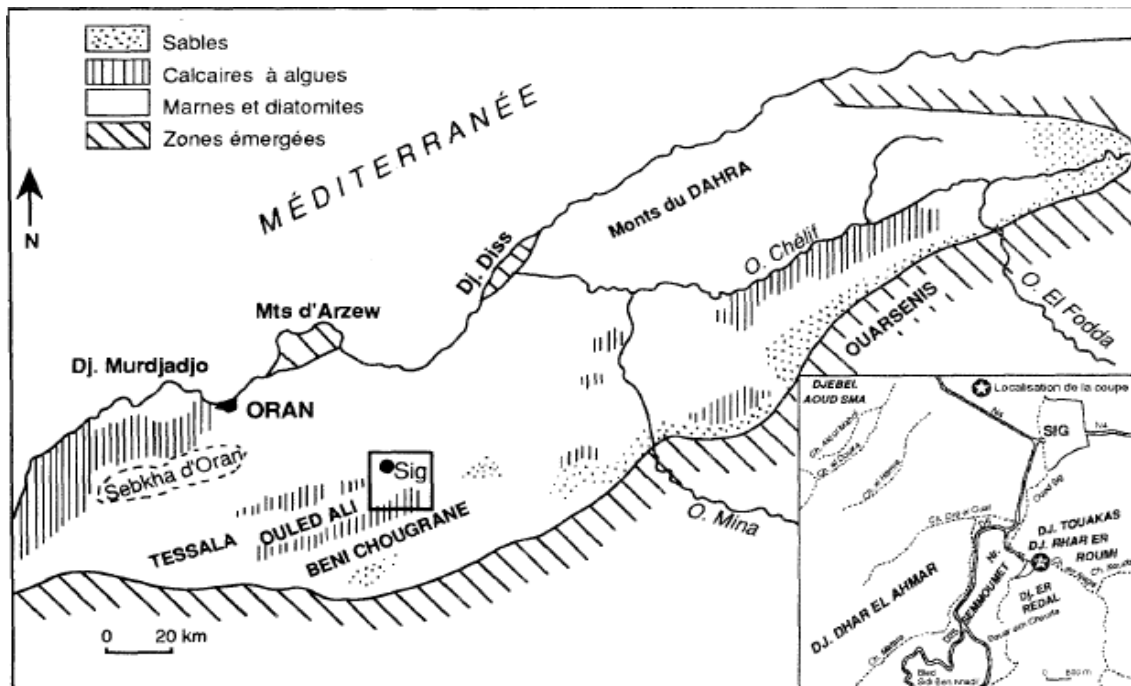 Sables
Calcaires à algues
Marnes et diatomites
Zones émergées
MÉDITERRANÉE
N
Monts du DAHRA
O. Chélif
Dj. Diss
O. El Fodda
OUARSENIS
Mts d'Arzew
Dj. Murdjadjo
ORAN
Sebkha d'Oran
Sig
O. Mina
TESSALA
OULED ALI
BENI CHOUGRANE
0 20 km
DJEBEL
AOUD SMA
Localisation de la coupe
SIG
N4
DJ. TOUAKAS
DJ. RHAR ER
ROUMI
DJ. ER
REDAL
DJ. DHAR EL AHMAR